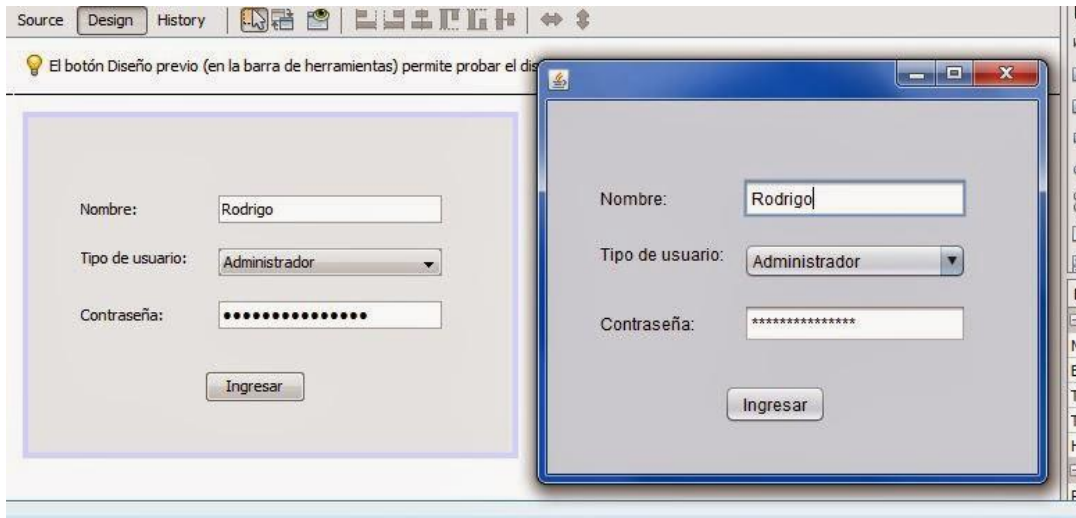 Source Design History
El botón Diseño previo (en la barra de herramientas) permite probar el
Nombre: Rodrigo
Tipo de usuario: Administrador
Contraseña: •••••••••••••••
Ingresar
Nombre: Rodrigo
Tipo de usuario: Administrador
Contraseña: ***************
Ingresar